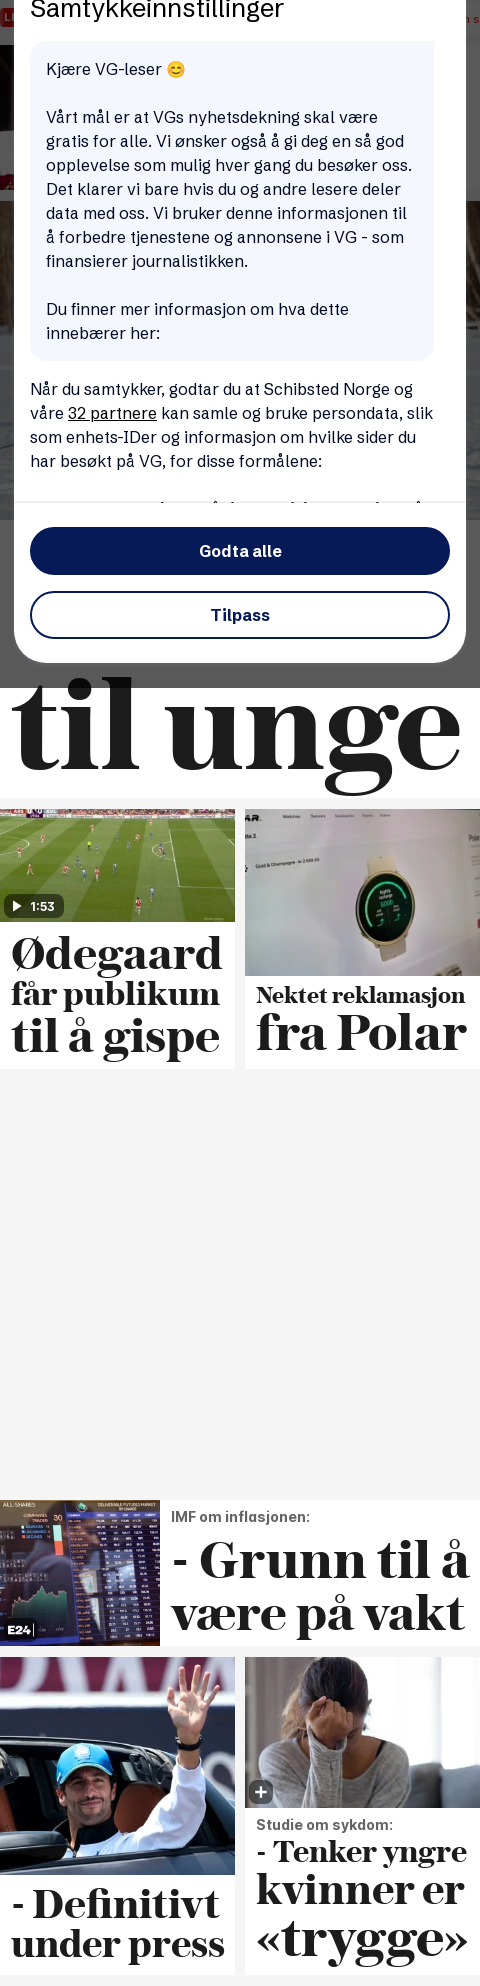 Samtykkeinnstillinger
Kjære VG-leser 😊
Vårt mål er at VGs nyhetsdekning skal være
gratis for alle. Vi ønsker også å gi deg en så god
opplevelse som mulig hver gang du besøker oss.
Det klarer vi bare hvis du og andre lesere deler
data med oss. Vi bruker denne informasjonen til
å forbedre tjenestene og annonsene i VG - som
finansierer journalistikken.
Du finner mer informasjon om hva dette
innebærer her:
Når du samtykker, godtar du at Schibsted Norge og
våre 32 partnere kan samle og bruke persondata, slik
som enhets-IDer og informasjon om hvilke sider du
har besøkt på VG, for disse formålene:
Godta alle
Tilpass
til unge
1:53
Ødegaard
får publikum
til å gispe
Nektet reklamasjon
fra Polar
IMF om inflasjonen:
- Grunn til å
være på vakt
E24
- Definitivt
under press
Studie om sykdom:
- Tenker yngre
kvinner er
«trygge»